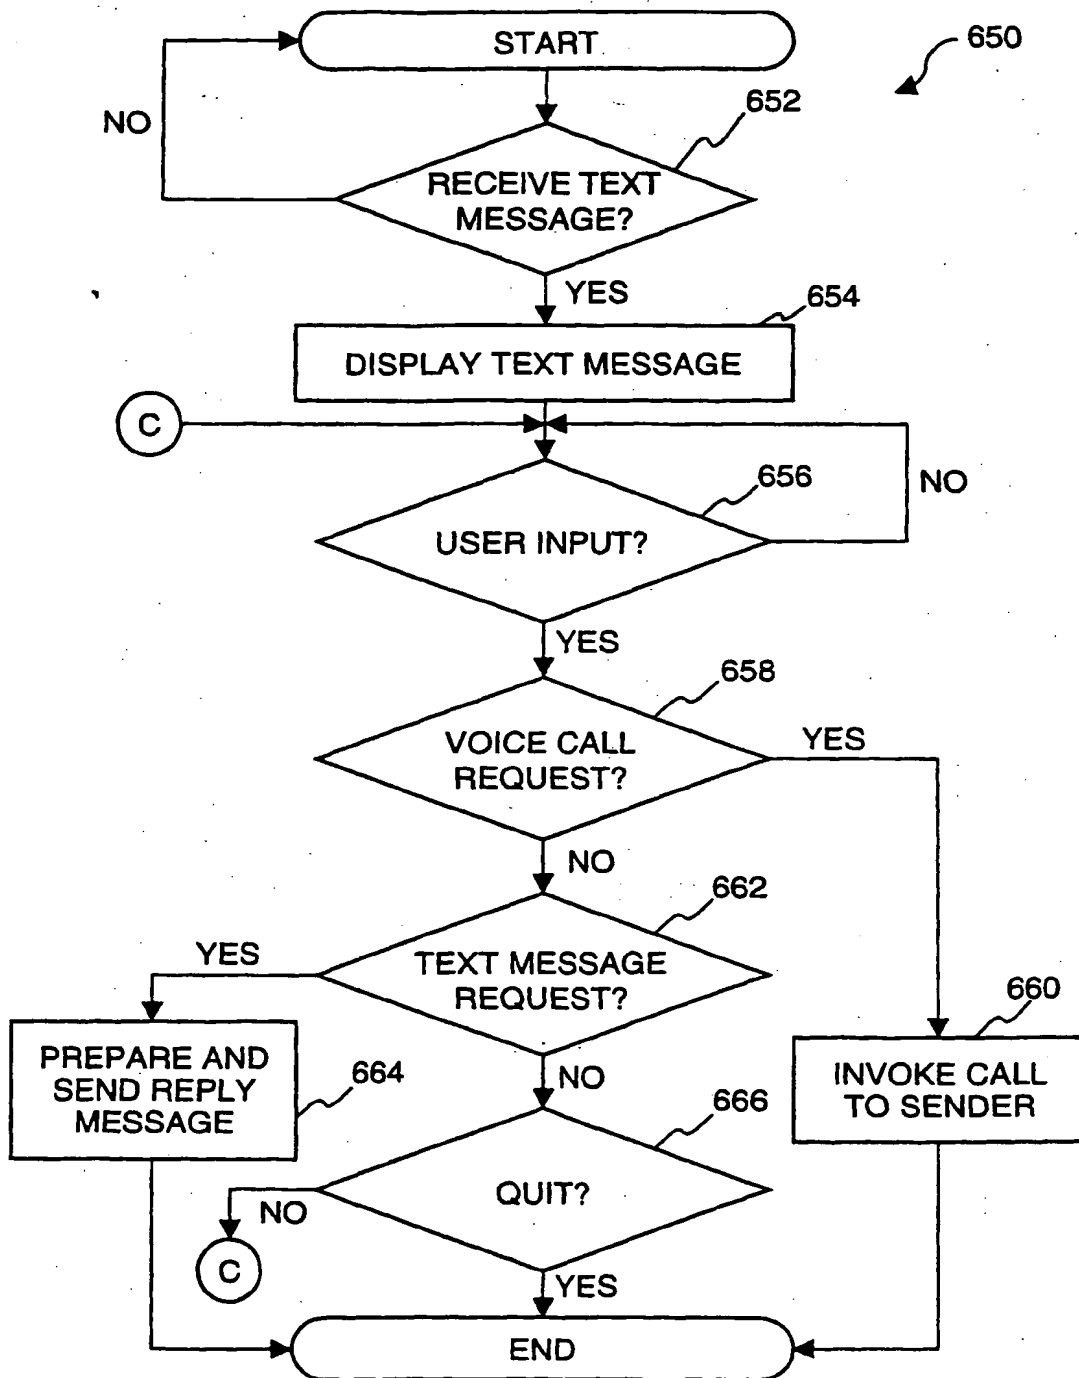 START
650
NO
652
RECEIVE TEXT
MESSAGE?
YES
654
DISPLAY TEXT MESSAGE
C
656
NO
USER INPUT?
YES
658
VOICE CALL
REQUEST?
YES
NO
662
YES
TEXT MESSAGE
REQUEST?
660
PREPARE AND
SEND REPLY
MESSAGE
664
NO
INVOKE CALL
TO SENDER
666
QUIT?
NO
C
YES
END